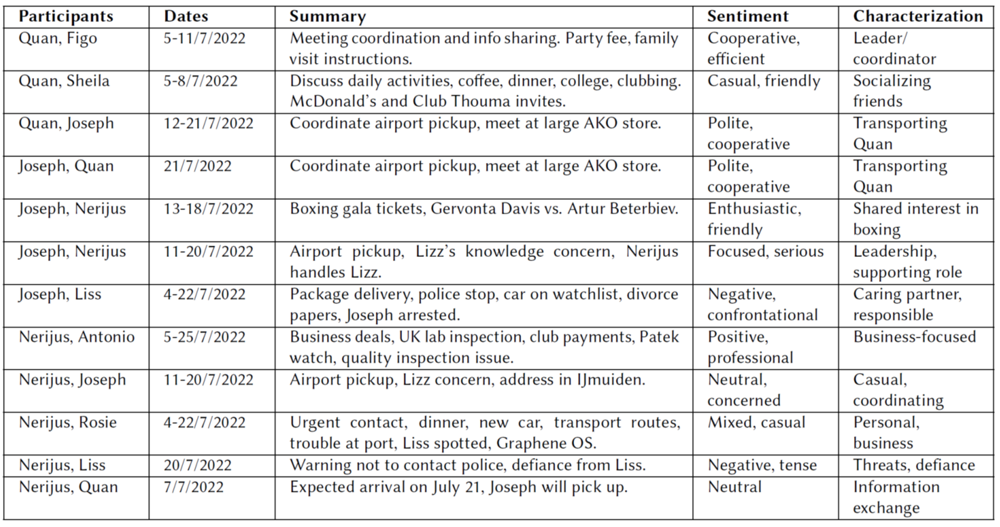 Participants Dates Summary Sentiment Characterization
Quan, Figo 5-11/7/2022 Meeting coordination and info sharing. Party fee, family Cooperative, Leader/
visit instructions. efficient coordinator
Quan, Sheila 5-8/7/2022 Discuss daily activities, coffee, dinner, college, clubbing. Casual, friendly Socializing
McDonald's and Club Thouma invites. friends
Quan, Joseph 12-21/7/2022 Coordinate airport pickup, meet at large AKO store. Polite, Transporting
cooperative Quan
Joseph, Quan 21/7/2022 Coordinate airport pickup, meet at large AKO store. Polite, Transporting
cooperative Quan
Joseph, Nerijus 13-18/7/2022 Boxing gala tickets, Gervonta Davis vs. Artur Beterbiev. Enthusiastic, Shared interest in
friendly boxing
Joseph, Nerijus 11-20/7/2022 Airport pickup, Lizz's knowledge concern, Nerijus Focused, serious Leadership,
handles Lizz. supporting role
Joseph, Liss 4-22/7/2022 Package delivery, police stop, car on watchlist, divorce Negative, Caring partner,
papers, Joseph arrested. confrontational responsible
Nerijus, Antonio 5-25/7/2022 Business deals, UK lab inspection, club payments, Patek Positive, Business-focused
watch, quality inspection issue. professional
Nerijus, Joseph 11-20/7/2022 Airport pickup, Lizz concern, address in IJmuiden. Neutral, Casual,
concerned coordinating
Nerijus, Rosie 4-22/7/2022 Urgent contact, dinner, new car, transport routes, Mixed, casual Personal,
trouble at port, Liss spotted, Graphene OS. business
Nerijus, Liss 20/7/2022 Warning not to contact police, defiance from Liss. Negative, tense Threats, defiance
Nerijus, Quan 7/7/2022 Expected arrival on July 21, Joseph will pick up. Neutral Information
exchange